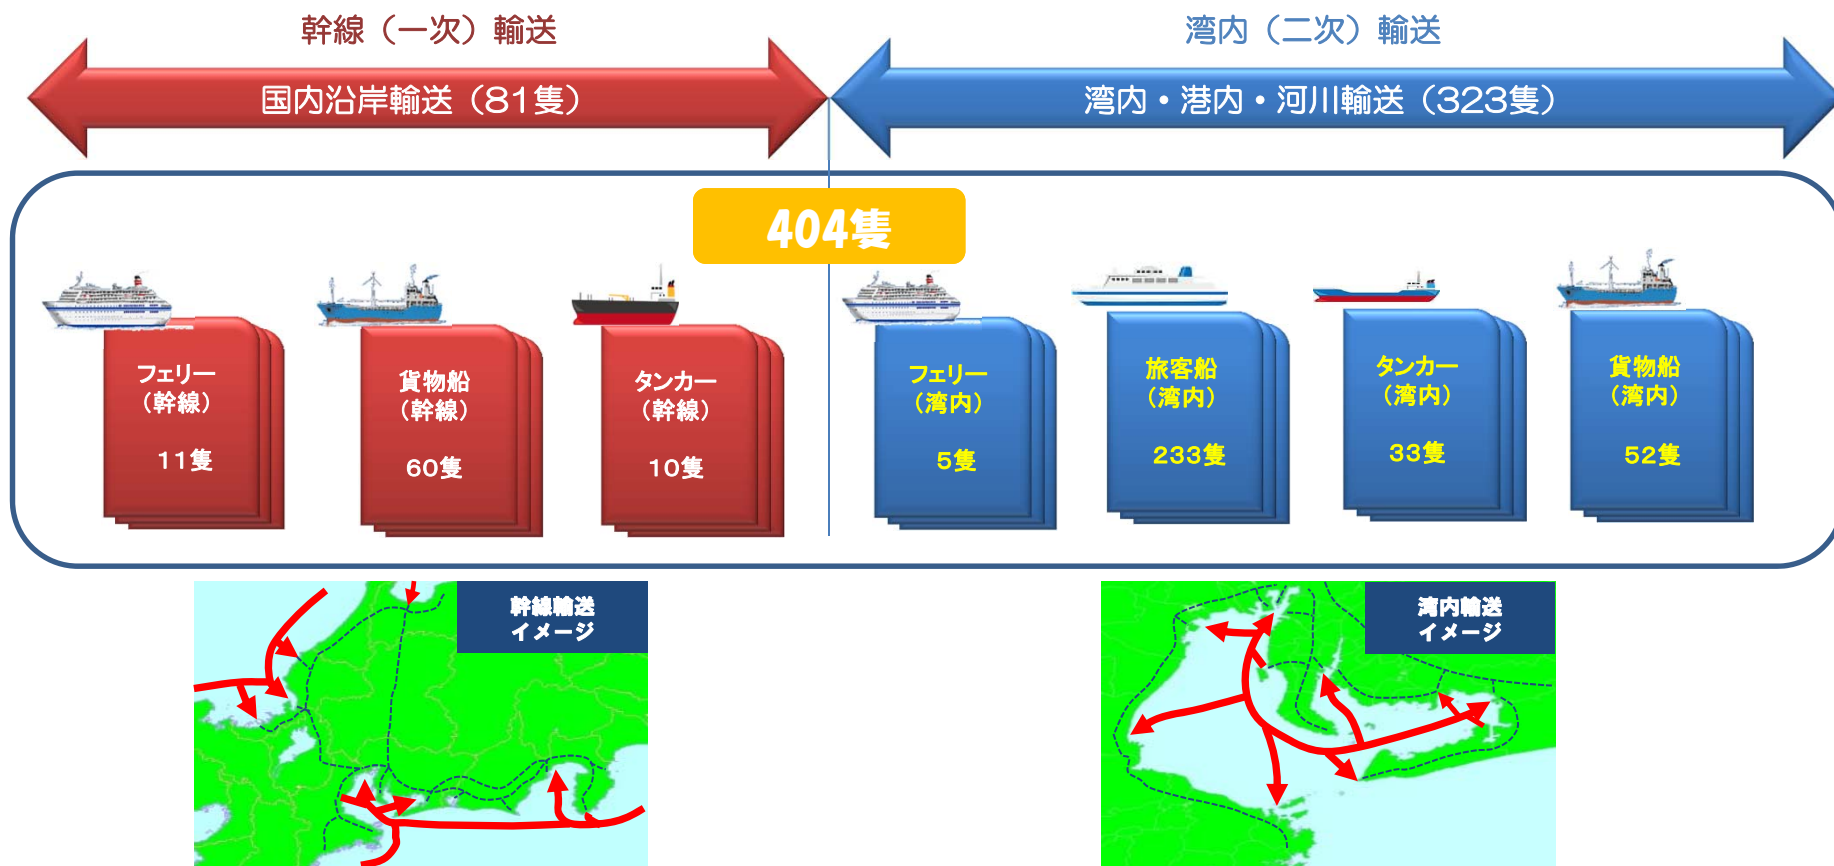 幹線（一次）輸送
湾内（二次）輸送
国内沿岸輸送（81隻）
湾内・港内・河川輸送（323隻）
404隻
フェリー
（幹線）
11隻
貨物船
（幹線）
60隻
タンカー
（幹線）
10隻
フェリー
（湾内）
5隻
旅客船
（湾内）
233隻
タンカー
（湾内）
33隻
貨物船
（湾内）
52隻
幹線輸送
イメージ
湾内輸送
イメージ